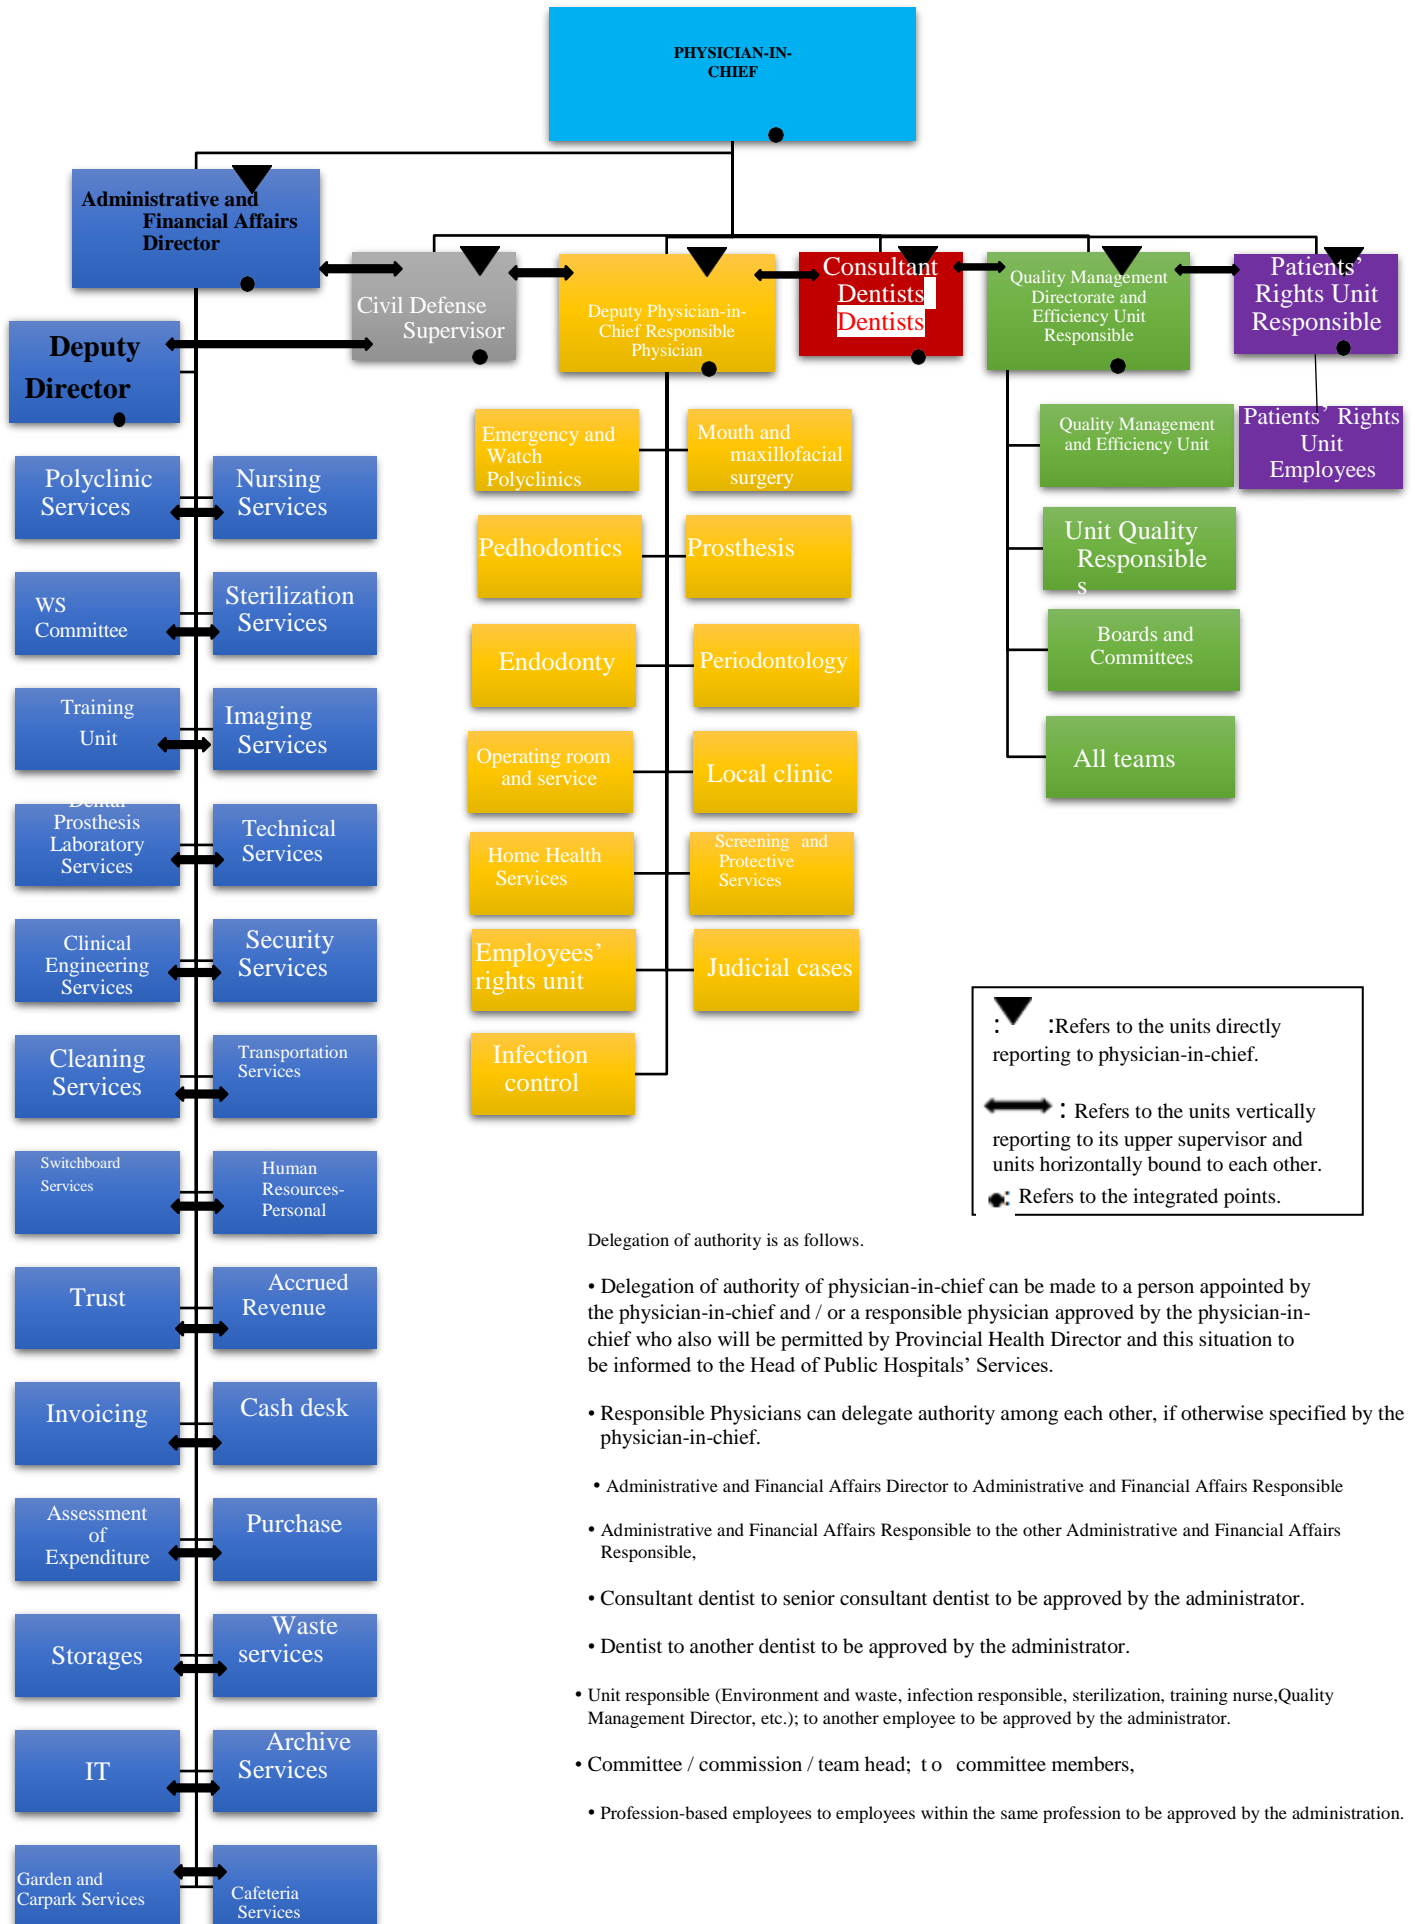 PHYSICIAN-IN-
CHIEF
Administrative and
Financial Affairs
Director
Civil Defense
Supervisor
Deputy Physician-in-
Chief Responsible
Physician
Consultant
Dentists
Dentists
Quality Management
Directorate and
Efficiency Unit
Responsible
Patients’
Rights Unit
Responsible
Deputy
Director
Emergency and
Watch
Polyclinics
Mouth and
maxillofacial
surgery
Quality Management
and Efficiency Unit
Patients’ Rights
Unit
Employees
Polyclinic
Services
Nursing
Services
Pedhodontics
Prosthesis
Unit Quality
Responsible
s
WS
Committee
Sterilization
Services
Endodonty
Periodontology
Boards and
Committees
Training
Unit
Imaging
Services
Operating room
and service
Local clinic
All teams
Dental
Prosthesis
Laboratory
Services
Technical
Services
Home Health
Services
Screening and
Protective
Services
Clinical
Engineering
Services
Security
Services
Employees’
rights unit
Judicial cases
Cleaning
Services
Transportation
Services
Infection
control
: :Refers to the units directly
reporting to physician-in-chief.
: Refers to the units vertically
reporting to its upper supervisor and
units horizontally bound to each other.
: Refers to the integrated points.
Switchboard
Services
Human
Resources-
Personal
Trust
Accrued
Revenue
Invoicing
Cash desk
Assessment
of
Expenditure
Purchase
Storages
Waste
services
IT
Archive
Services
Garden and
Carpark Services
Cafeteria
Services
Delegation of authority is as follows.
• Delegation of authority of physician-in-chief can be made to a person appointed by
the physician-in-chief and / or a responsible physician approved by the physician-in-
chief who also will be permitted by Provincial Health Director and this situation to
be informed to the Head of Public Hospitals’ Services.
• Responsible Physicians can delegate authority among each other, if otherwise specified by the
physician-in-chief.
• Administrative and Financial Affairs Director to Administrative and Financial Affairs Responsible
• Administrative and Financial Affairs Responsible to the other Administrative and Financial Affairs
Responsible,
• Consultant dentist to senior consultant dentist to be approved by the administrator.
• Dentist to another dentist to be approved by the administrator.
• Unit responsible (Environment and waste, infection responsible, sterilization, training nurse,Quality
Management Director, etc.); to another employee to be approved by the administrator.
• Committee / commission / team head; t o committee members,
• Profession-based employees to employees within the same profession to be approved by the administration.